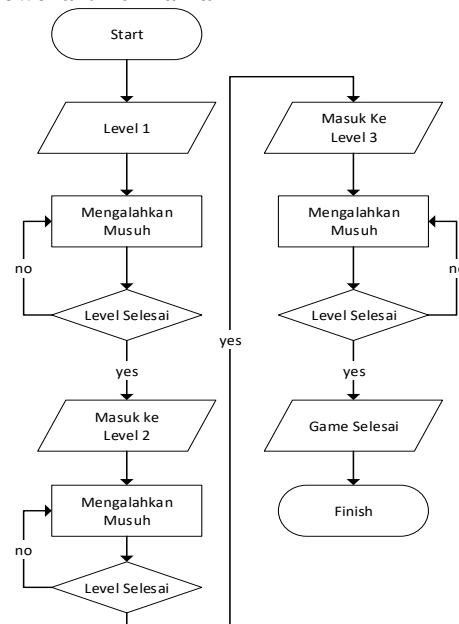 Start
Level 1
Mengalahkan
Musuh
no
Level Selesai
yes
Masuk ke
Level 2
Mengalahkan
Musuh
no
Level Selesai
yes
Masuk Ke
Level 3
Mengalahkan
Musuh
Level Selesai
yes
Game Selesai
Finish